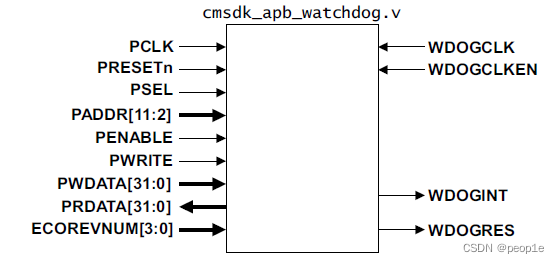 cmsdk_apb_watchdog.v
PCLK
PRESETn
PSEL
PADDR[11:2]
PENABLE
PWRITE
PWDATA[31:0]
PRDATA[31:0]
ECOREVNUM[3:0]
WDOGCLK
WDOGCLKEN
WDOGINT
WDOGRES
CSDN @peop1e